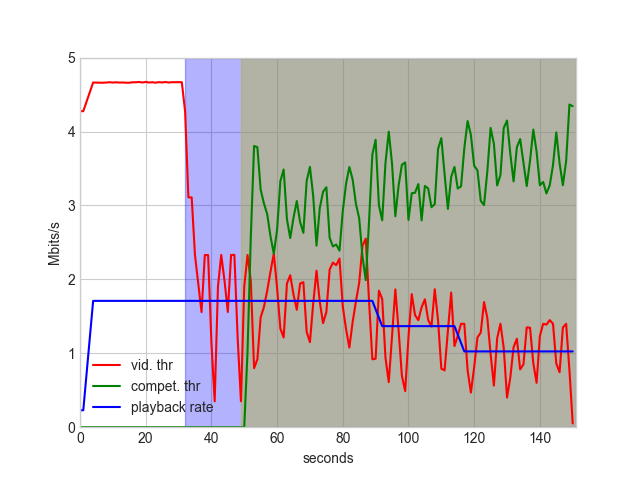 5
4
3
2
1
0
Mbits/s
vid. thr
compet. thr
playback rate
0 20 40 60 80 100 120 140
seconds